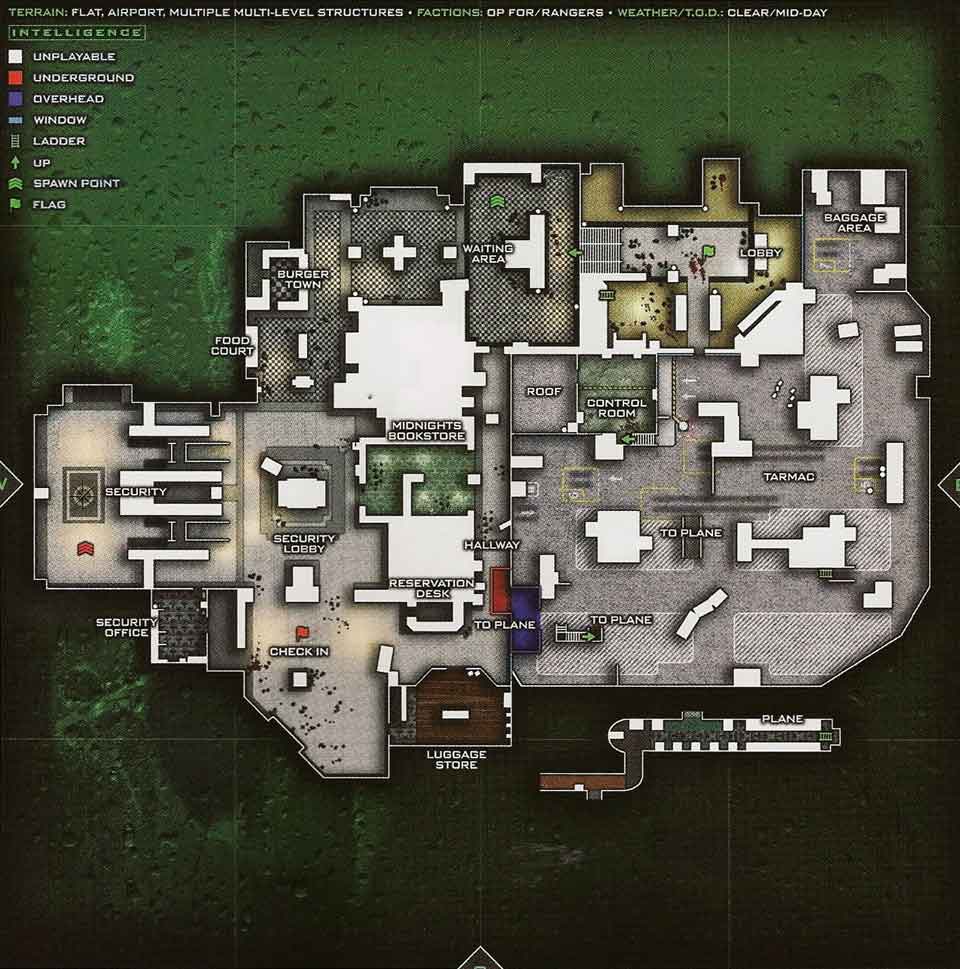 TERRAIN: FLAT, AIRPORT, MULTIPLE MULTI-LEVEL STRUCTURES • FACTIONS: OP FOR/RANGERS • WEATHER/T.O.D.: CLEAR/MID-DAY
INTELLIGENCE
UNPLAYABLE
UNDERGROUND
OVERHEAD
WINDOW
LADDER
UP
SPAWN POINT
FLAG
BAGGAGE
AREA
WAITING
AREA
LOBBY
BURGER
TOWN
FOOD
COURT
ROOF
CONTROL
ROOM
MIDNIGHTS
BOOKSTORE
TARMAC
SECURITY
SECURITY
LOBBY
HALLWAY
TO PLANE
RESERVATION
DESK
SECURITY
OFFICE
TO PLANE
TO PLANE
CHECK IN
LUGGAGE
STORE
PLANE